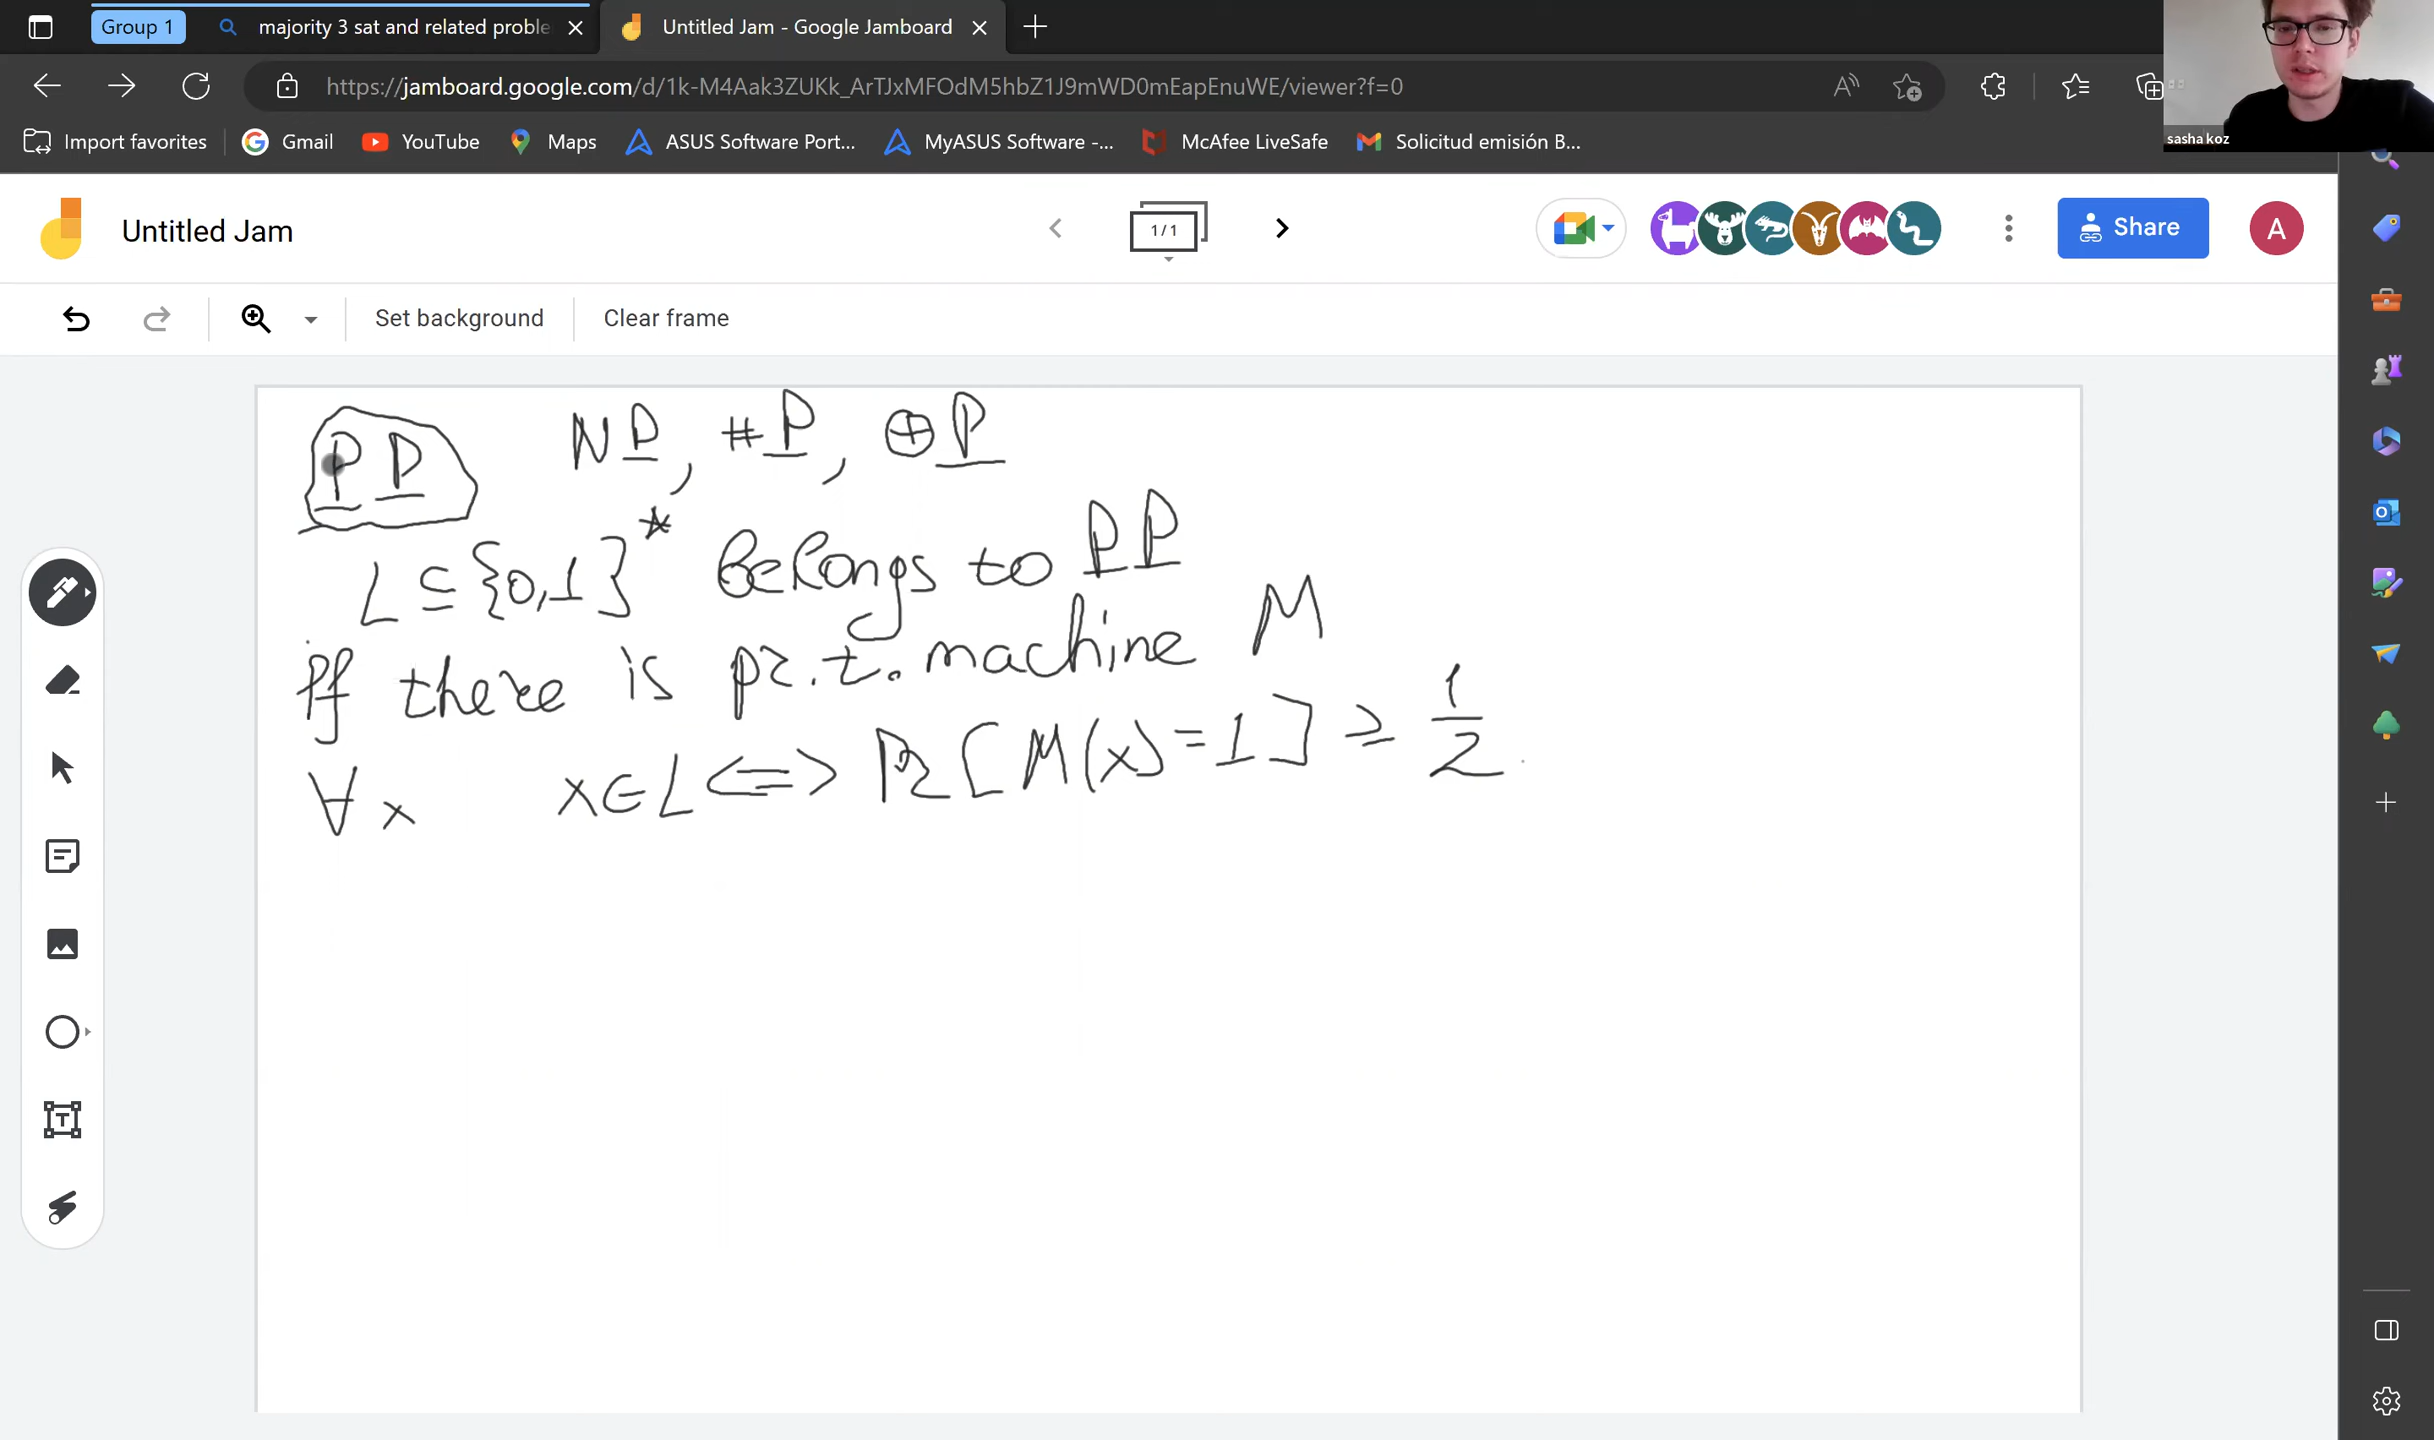 Group 1 majority 3 sat and related proble Untitled Jam - Google Jamboard
https://jamboard.google.com/d/1k-M4Aak3ZUKk_ArTJxMFOdM5hbZ1J9mWD0mEapEnuWE/viewer?f=0
sasha koz
Import favorites Gmail YouTube Maps ASUS Software Port... MyASUS Software -... McAfee LiveSafe Solicitud emisión B...
Untitled Jam 1/1 Share A
Set background Clear frame
PP NP, #P, ⊕P
L ⊆ {0,1}* belongs to PP
iff there is pr.t. machine M
∀x x∈L <=> Pr[M(x)=1] ≥ 1/2